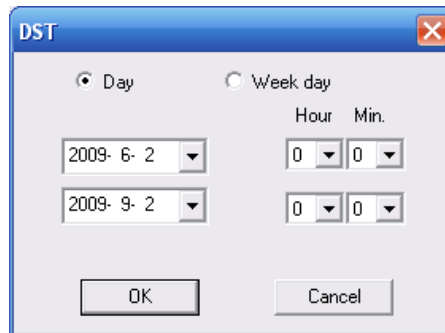 DST
Day Week day
Hour Min.
2009- 6- 2 0 0
2009- 9- 2 0 0
OK Cancel